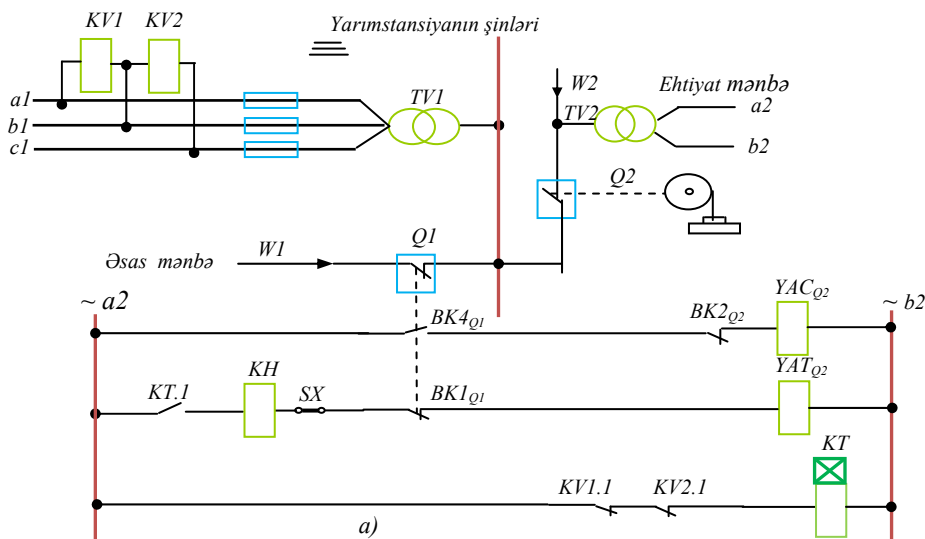 KV1 KV2 Yarımstansiyanın şinləri
W2 Ehtiyat mənbə
a1 TV1 TV2 a2
b1
c1 b2
Q2
Q1
Əsas mənbə W1
~ a2 YAC_Q2 ~ b2
BK4_Q1 BK2_Q2
KH YAT_Q2
KT.1 SX BK1_Q1
KT
KV1.1 KV2.1
a)